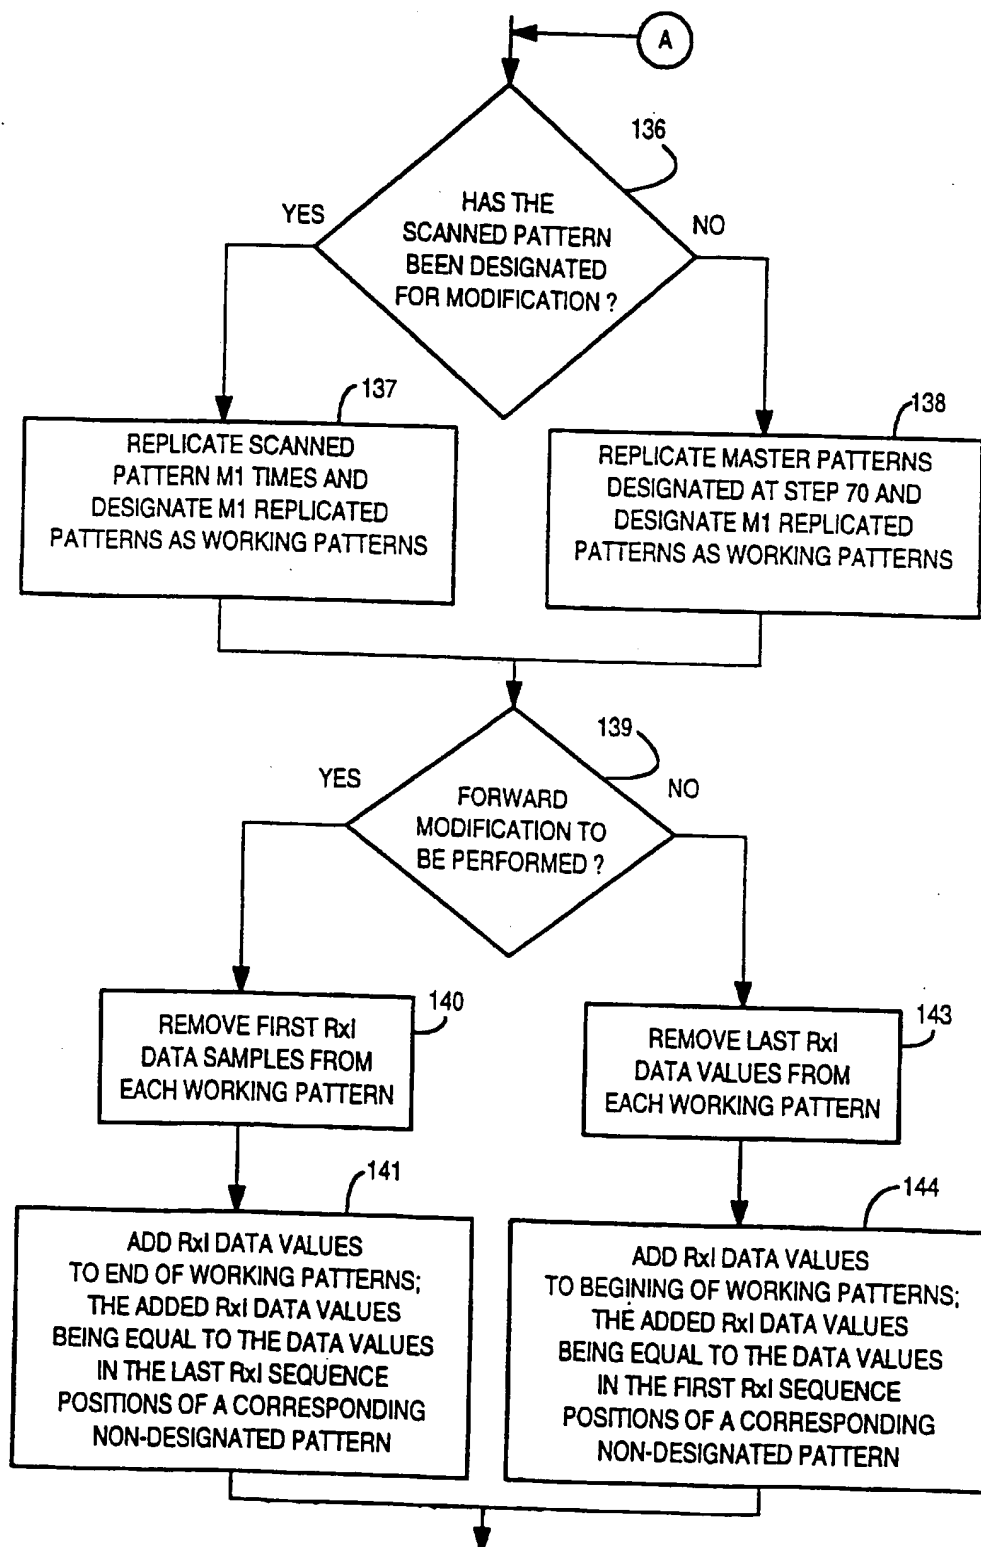 A
136
HAS THE
SCANNED PATTERN
BEEN DESIGNATED
FOR MODIFICATION ?
YES
NO
137
REPLICATE SCANNED
PATTERN M1 TIMES AND
DESIGNATE M1 REPLICATED
PATTERNS AS WORKING PATTERNS
138
REPLICATE MASTER PATTERNS
DESIGNATED AT STEP 70 AND
DESIGNATE M1 REPLICATED
PATTERNS AS WORKING PATTERNS
139
FORWARD
MODIFICATION TO
BE PERFORMED ?
YES
NO
140
REMOVE FIRST RxI
DATA SAMPLES FROM
EACH WORKING PATTERN
143
REMOVE LAST RxI
DATA VALUES FROM
EACH WORKING PATTERN
141
ADD RxI DATA VALUES
TO END OF WORKING PATTERNS;
THE ADDED RxI DATA VALUES
BEING EQUAL TO THE DATA VALUES
IN THE LAST RxI SEQUENCE
POSITIONS OF A CORRESPONDING
NON-DESIGNATED PATTERN
144
ADD RxI DATA VALUES
TO BEGINING OF WORKING PATTERNS;
THE ADDED RxI DATA VALUES
BEING EQUAL TO THE DATA VALUES
IN THE FIRST RxI SEQUENCE
POSITIONS OF A CORRESPONDING
NON-DESIGNATED PATTERN